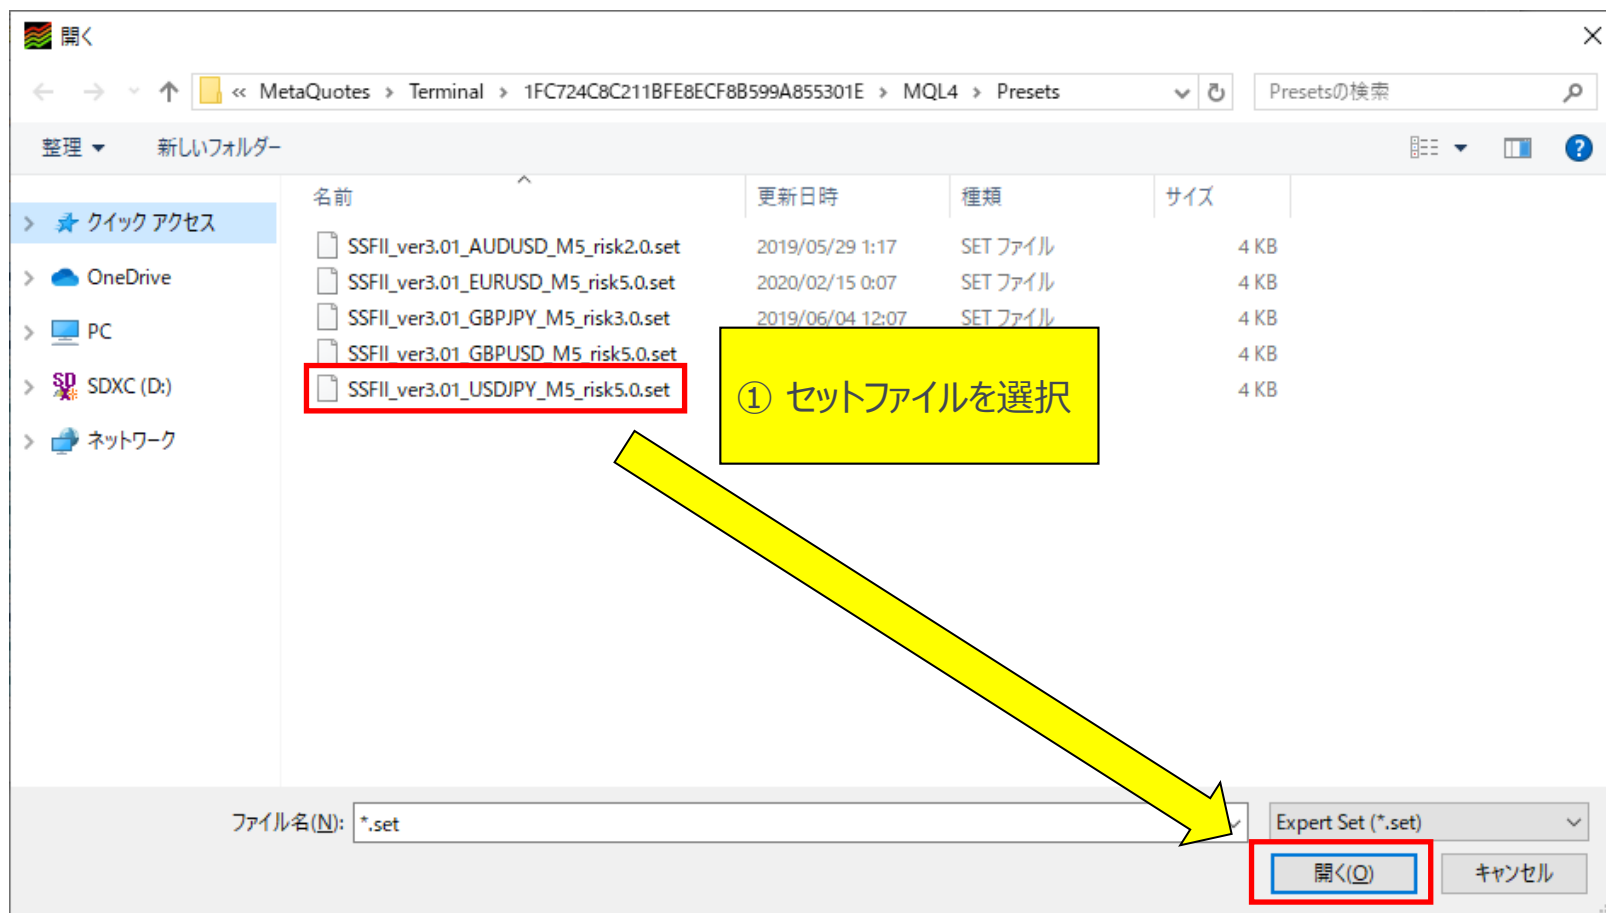 開く
« MetaQuotes › Terminal › 1FC724C8C211BFE8ECF8B599A855301E › MQL4 › Presets
Presetsの検索
整理
新しいフォルダー
名前 更新日時 種類 サイズ
クイック アクセス
OneDrive
PC
SDXC (D:)
ネットワーク
SSFII_ver3.01_AUDUSD_M5_risk2.0.set 2019/05/29 1:17 SET ファイル 4 KB
SSFII_ver3.01_EURUSD_M5_risk5.0.set 2020/02/15 0:07 SET ファイル 4 KB
SSFII_ver3.01_GBPJPY_M5_risk3.0.set 2019/06/04 12:07 SET ファイル 4 KB
SSFII_ver3.01_GBPUSD_M5_risk5.0.set 4 KB
SSFII_ver3.01_USDJPY_M5_risk5.0.set 4 KB
① セットファイルを選択
ファイル名(N): *.set
Expert Set (*.set)
開く(O) キャンセル